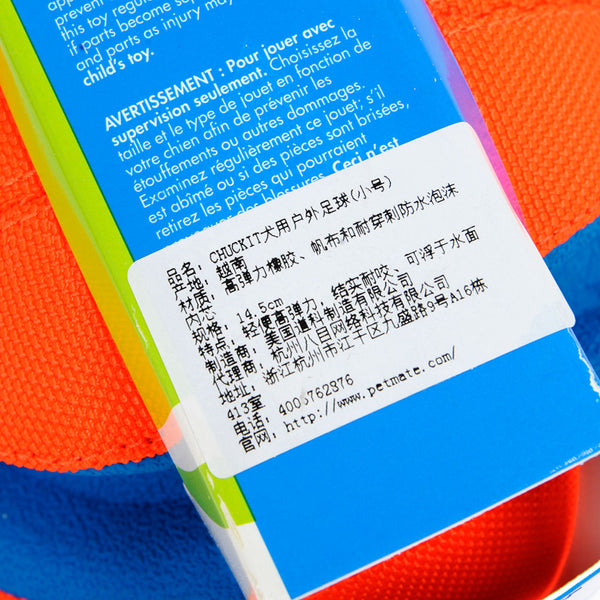 prevent
this toy regula
if parts become su
and parts as injury may
child's toy.
AVERTISSEMENT : Pour jouer avec
supervision seulement. Choisissez la
taille et le type de jouet en fonction de
votre chien afin de prévenir les
étouffements ou autres dommages.
Examinez régulièrement ce jouet; s'il
est abimé ou si des pièces sont brisées,
retirez les pièces qui pourraient
des blessures. Ceci n'est
品名: CHUCKIT犬用户外足球(小号)
产地: 越南
材质: 高弹力橡胶、帆布和耐穿刺防水泡沫
内芯
规格: 14.5cm
特点: 轻便高弹力, 结实耐咬, 可浮于水面
制造商: 美国道科制造有限公司
代理商: 杭州八目网络科技有限公司
地址: 浙江杭州市江干区九盛路9号A16栋
413室
电话: 4008762876
官网: http://www.petmate.com/